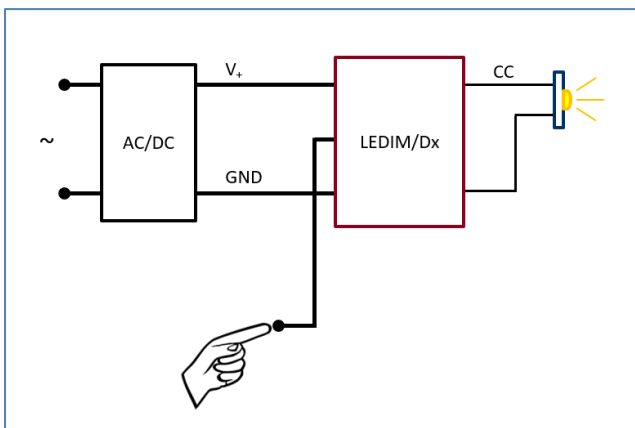 V+
CC
~
AC/DC
LEDIM/Dx
GND